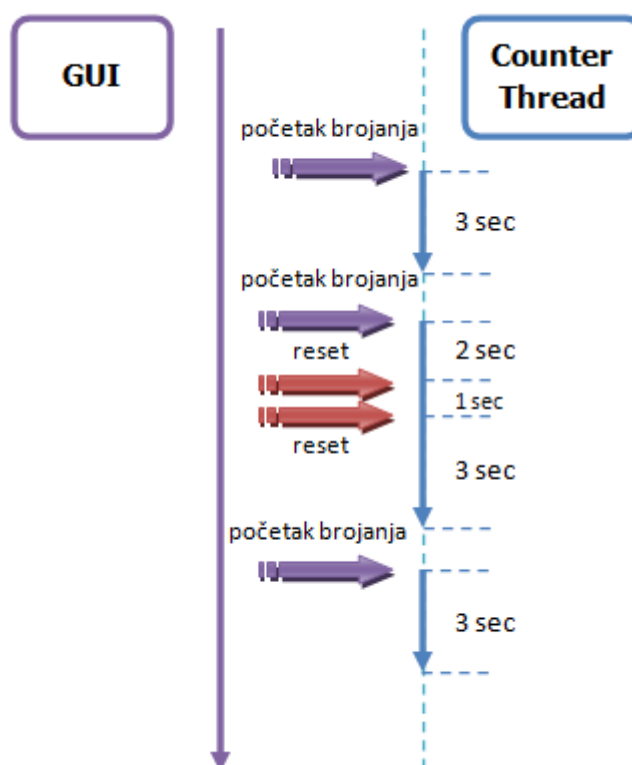 GUI
Counter
Thread
početak brojanja
3 sec
početak brojanja
reset
2 sec
1 sec
reset
3 sec
početak brojanja
3 sec